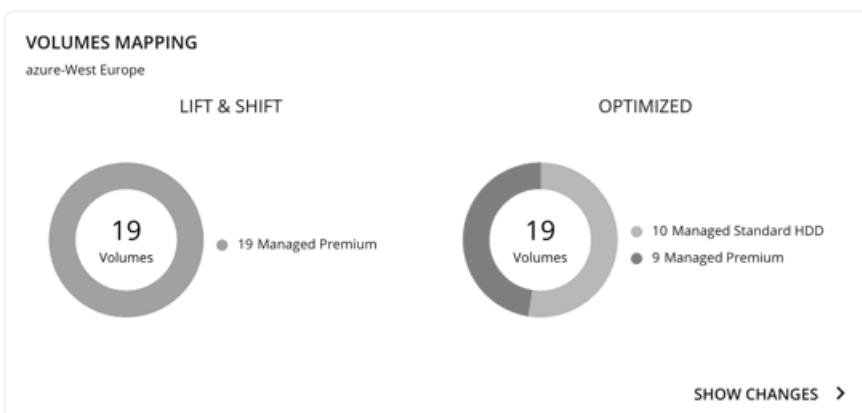 VOLUMES MAPPING
azure-West Europe
LIFT & SHIFT
19
Volumes
19 Managed Premium
OPTIMIZED
19
Volumes
10 Managed Standard HDD
9 Managed Premium
SHOW CHANGES